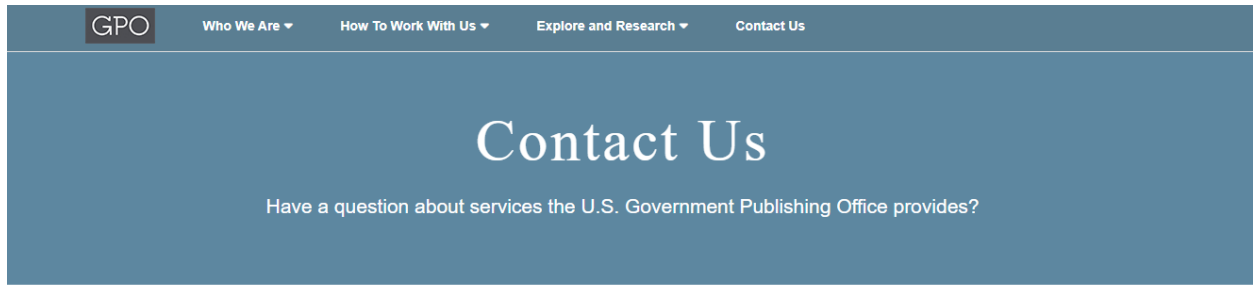 GPO Who We Are How To Work With Us Explore and Research Contact Us
Contact Us
Have a question about services the U.S. Government Publishing Office provides?